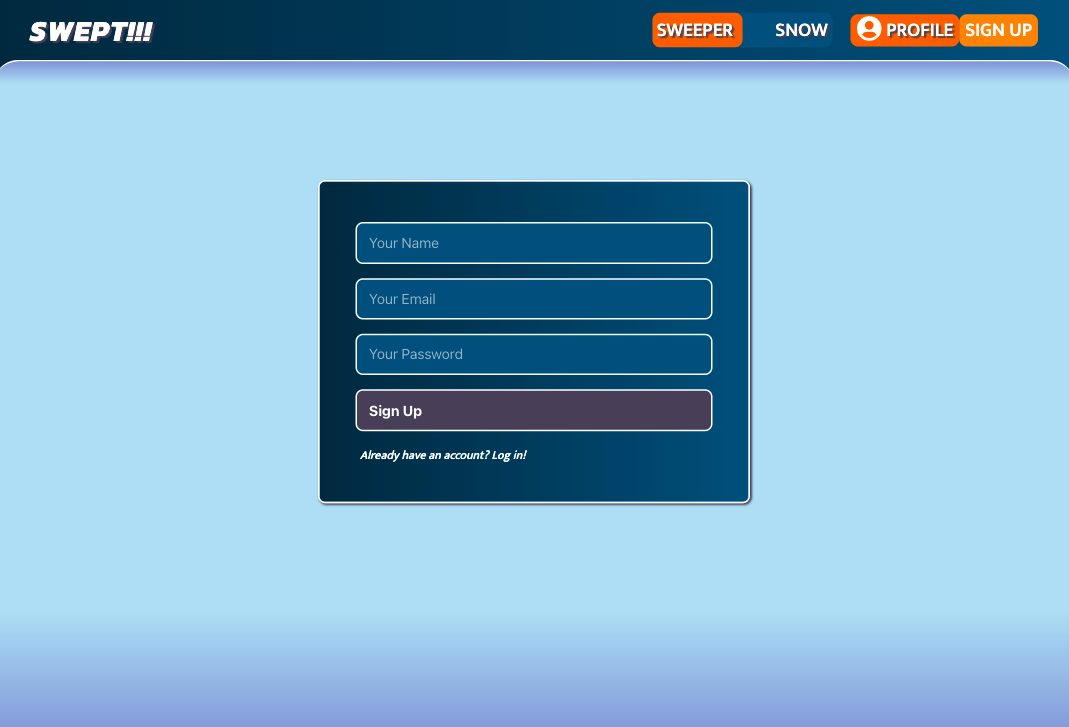 SWEPT!!!
SWEEPER SNOW PROFILE SIGN UP
Your Name
Your Email
Your Password
Sign Up
Already have an account? Log in!